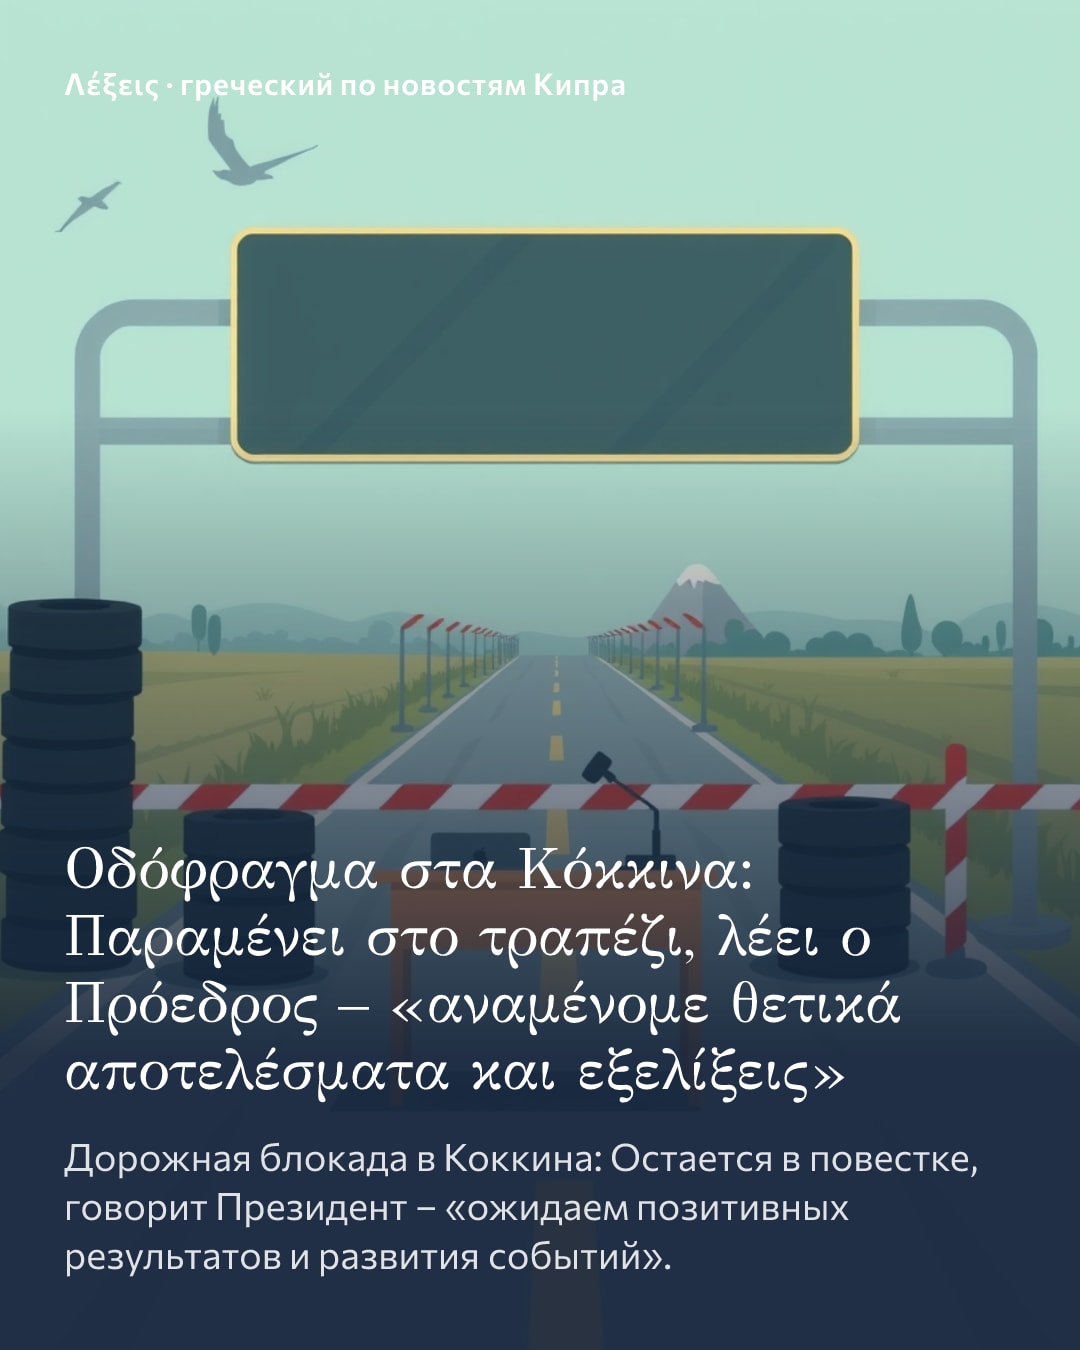 Λέξεις · греческий по новостям Кипра
Οδόφραγμα στα Κόκκινα:
Παραμένει στο τραπέζι, λέει ο
Πρόεδρος – «αναμένομε θετικά
αποτελέσματα και εξελίξεις»
Дорожная блокада в Коккина: Остается в повестке,
говорит Президент – «ожидаем позитивных
результатов и развития событий».